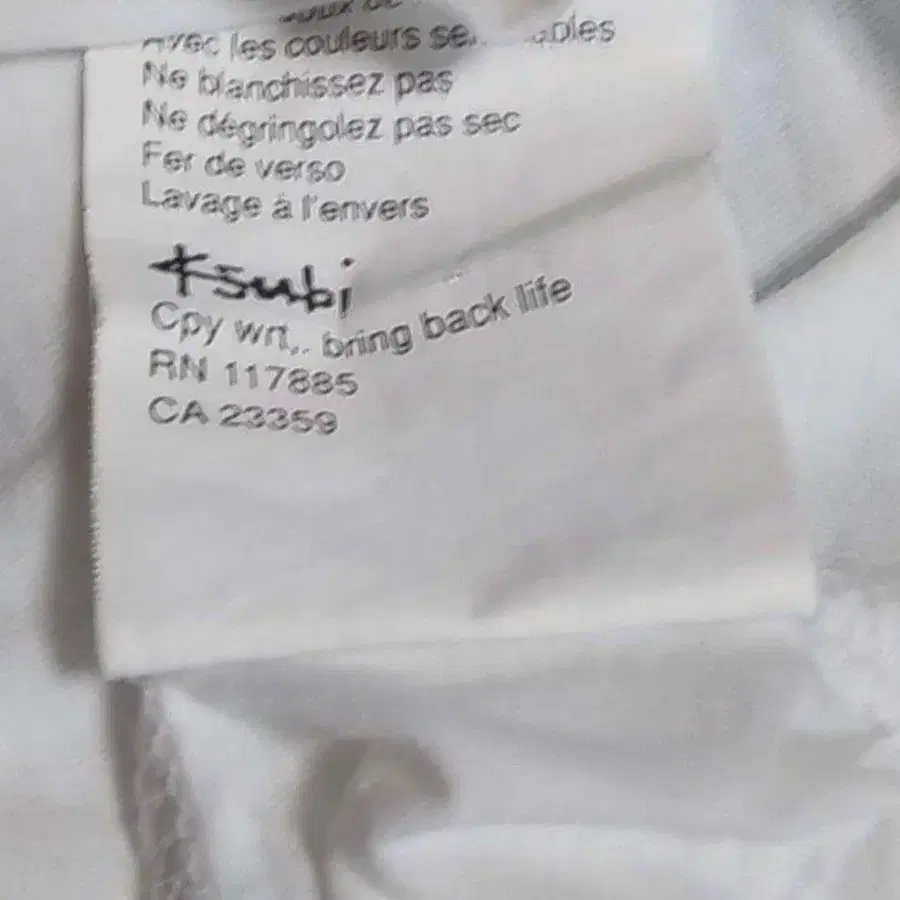 Avec les couleurs
Ne blanchissez pas
Ne dégringolez pas sec
Fer de verso
Lavage à l'envers
Ksubi
Cpy wrt,. bring back life
RN 117885
CA 23359